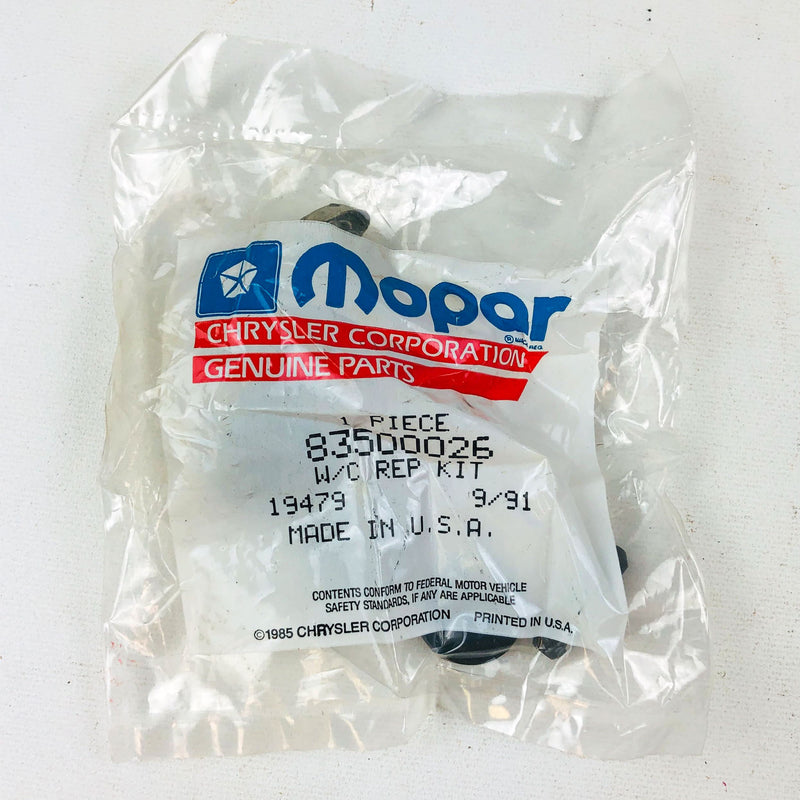 Mopar
CHRYSLER CORPORATION
GENUINE PARTS
1 PIECE
83500026
W/C REP KIT
19479 9/91
MADE IN U.S.A.
CONTENTS CONFORM TO FEDERAL MOTOR VEHICLE
SAFETY STANDARDS, IF ANY ARE APPLICABLE
©1985 CHRYSLER CORPORATION PRINTED IN U.S.A.